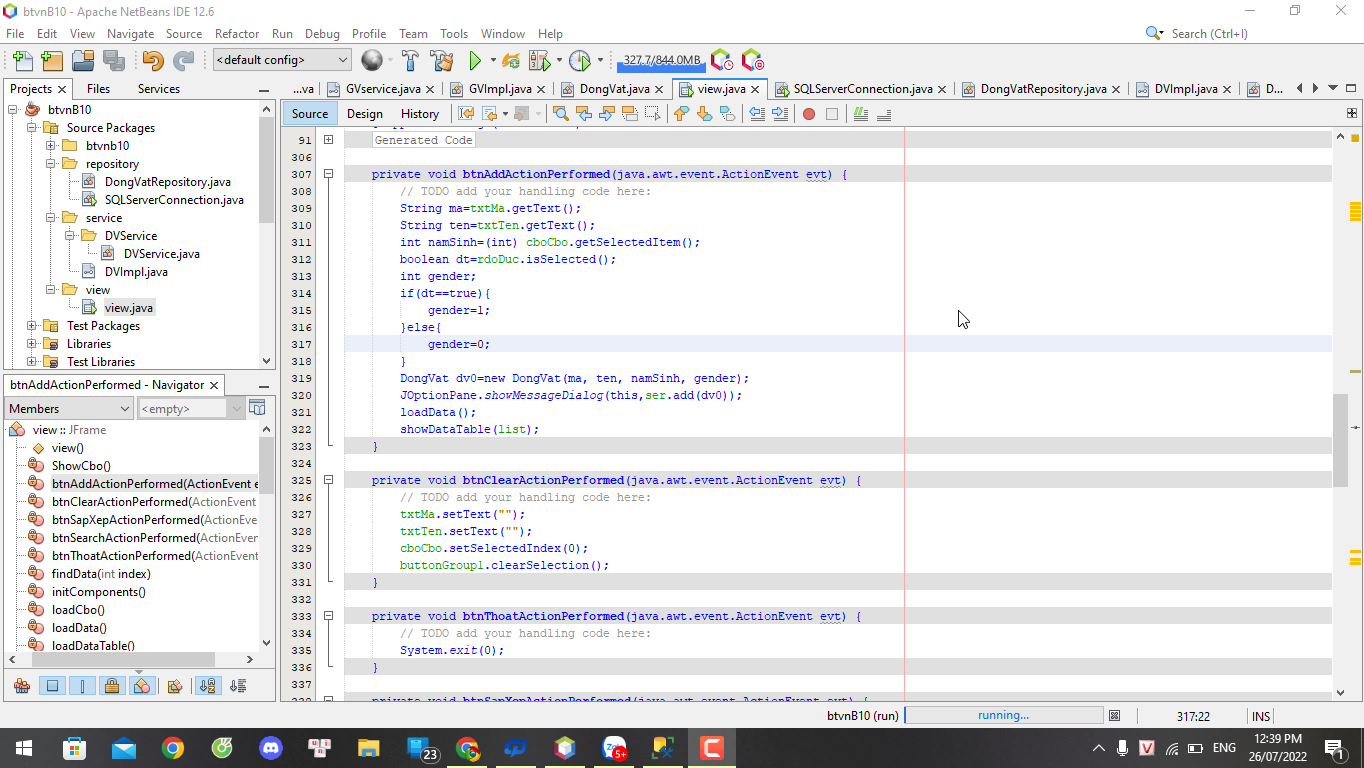 btvnB10 - Apache NetBeans IDE 12.6
File Edit View Navigate Source Refactor Run Debug Profile Team Tools Window Help
Search (Ctrl+I)
<default config>
327.7/844.0MB
Projects Files Services
...va GVservice.java GVImpl.java DongVat.java view.java SQLServerConnection.java DongVatRepository.java DVImpl.java D...
Source Design History
btvnB10
Source Packages
btvnb10
repository
DongVatRepository.java
SQLServerConnection.java
service
DVService
DVService.java
DVImpl.java
view
view.java
Test Packages
Libraries
Test Libraries
btnAddActionPerformed - Navigator
Members <empty>
view :: JFrame
view()
ShowCbo()
btnAddActionPerformed(ActionEvent e
btnClearActionPerformed(ActionEvent
btnSapXepActionPerformed(ActionEve
btnSearchActionPerformed(ActionEver
btnThoatActionPerformed(ActionEvent
findData(int index)
initComponents()
loadCbo()
loadData()
loadDataTable()
91 Generated Code
306
307 private void btnAddActionPerformed(java.awt.event.ActionEvent evt) {
308 // TODO add your handling code here:
309 String ma=txtMa.getText();
310 String ten=txtTen.getText();
311 int namSinh=(int) cboCbo.getSelectedItem();
312 boolean dt=rdoDuc.isSelected();
313 int gender;
314 if(dt==true){
315 gender=1;
316 }else{
317 gender=0;
318 }
319 DongVat dv0=new DongVat(ma, ten, namSinh, gender);
320 JOptionPane.showMessageDialog(this,ser.add(dv0));
321 loadData();
322 showDataTable(list);
323 }
324
325 private void btnClearActionPerformed(java.awt.event.ActionEvent evt) {
326 // TODO add your handling code here:
327 txtMa.setText("");
328 txtTen.setText("");
329 cboCbo.setSelectedIndex(0);
330 buttonGroup1.clearSelection();
331 }
332
333 private void btnThoatActionPerformed(java.awt.event.ActionEvent evt) {
334 // TODO add your handling code here:
335 System.exit(0);
336 }
337
338 private void btnSapXepActionPerformed(java.awt.event.ActionEvent evt) {
btvnB10 (run) running... 317:22 INS
23 5+ V ENG 12:39 PM
26/07/2022 1